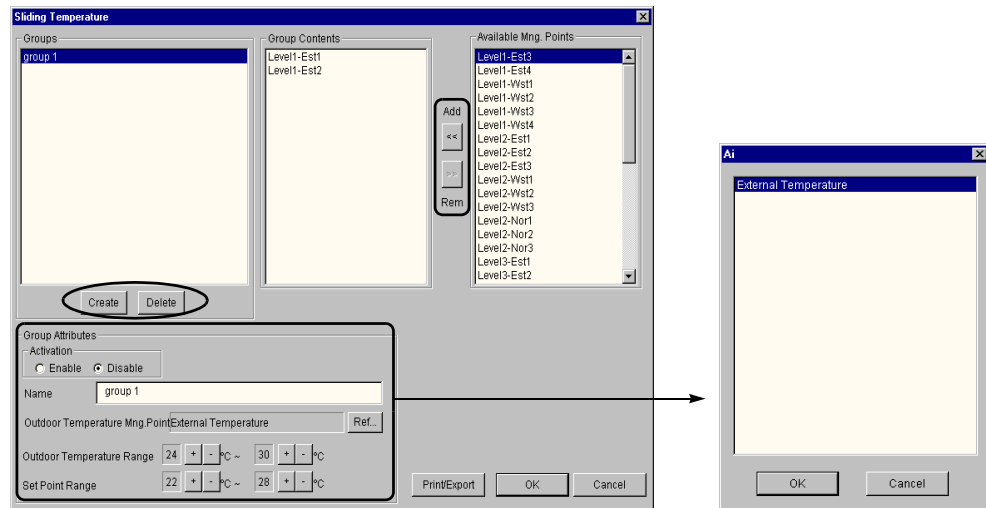 Sliding Temperature
Groups
group 1
Create
Delete
Group Contents
Level1-Est1
Level1-Est2
Add
<<
>>
Rem
Available Mng. Points
Level1-Est3
Level1-Est4
Level1-Wst1
Level1-Wst2
Level1-Wst3
Level1-Wst4
Level2-Est1
Level2-Est2
Level2-Est3
Level2-Wst1
Level2-Wst2
Level2-Wst3
Level2-Nor1
Level2-Nor2
Level2-Nor3
Level3-Est1
Level3-Est2
Group Attributes
Activation
Enable Disable
Name group 1
Outdoor Temperature Mng.Point External Temperature Ref...
Outdoor Temperature Range 24 + - °C ~ 30 + - °C
Set Point Range 22 + - °C ~ 28 + - °C
Print/Export OK Cancel
Ai
External Temperature
OK Cancel